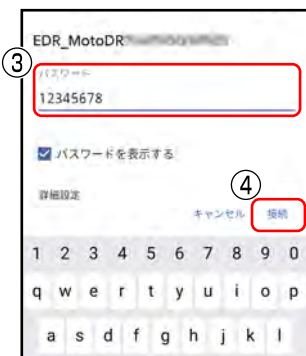 EDR_MotoDR
③
パスワード
12345678
パスワードを表示する
詳細設定
④
キャンセル 接続
1 2 3 4 5 6 7 8 9 0
q w e r t y u i o p
a s d f g h j k l